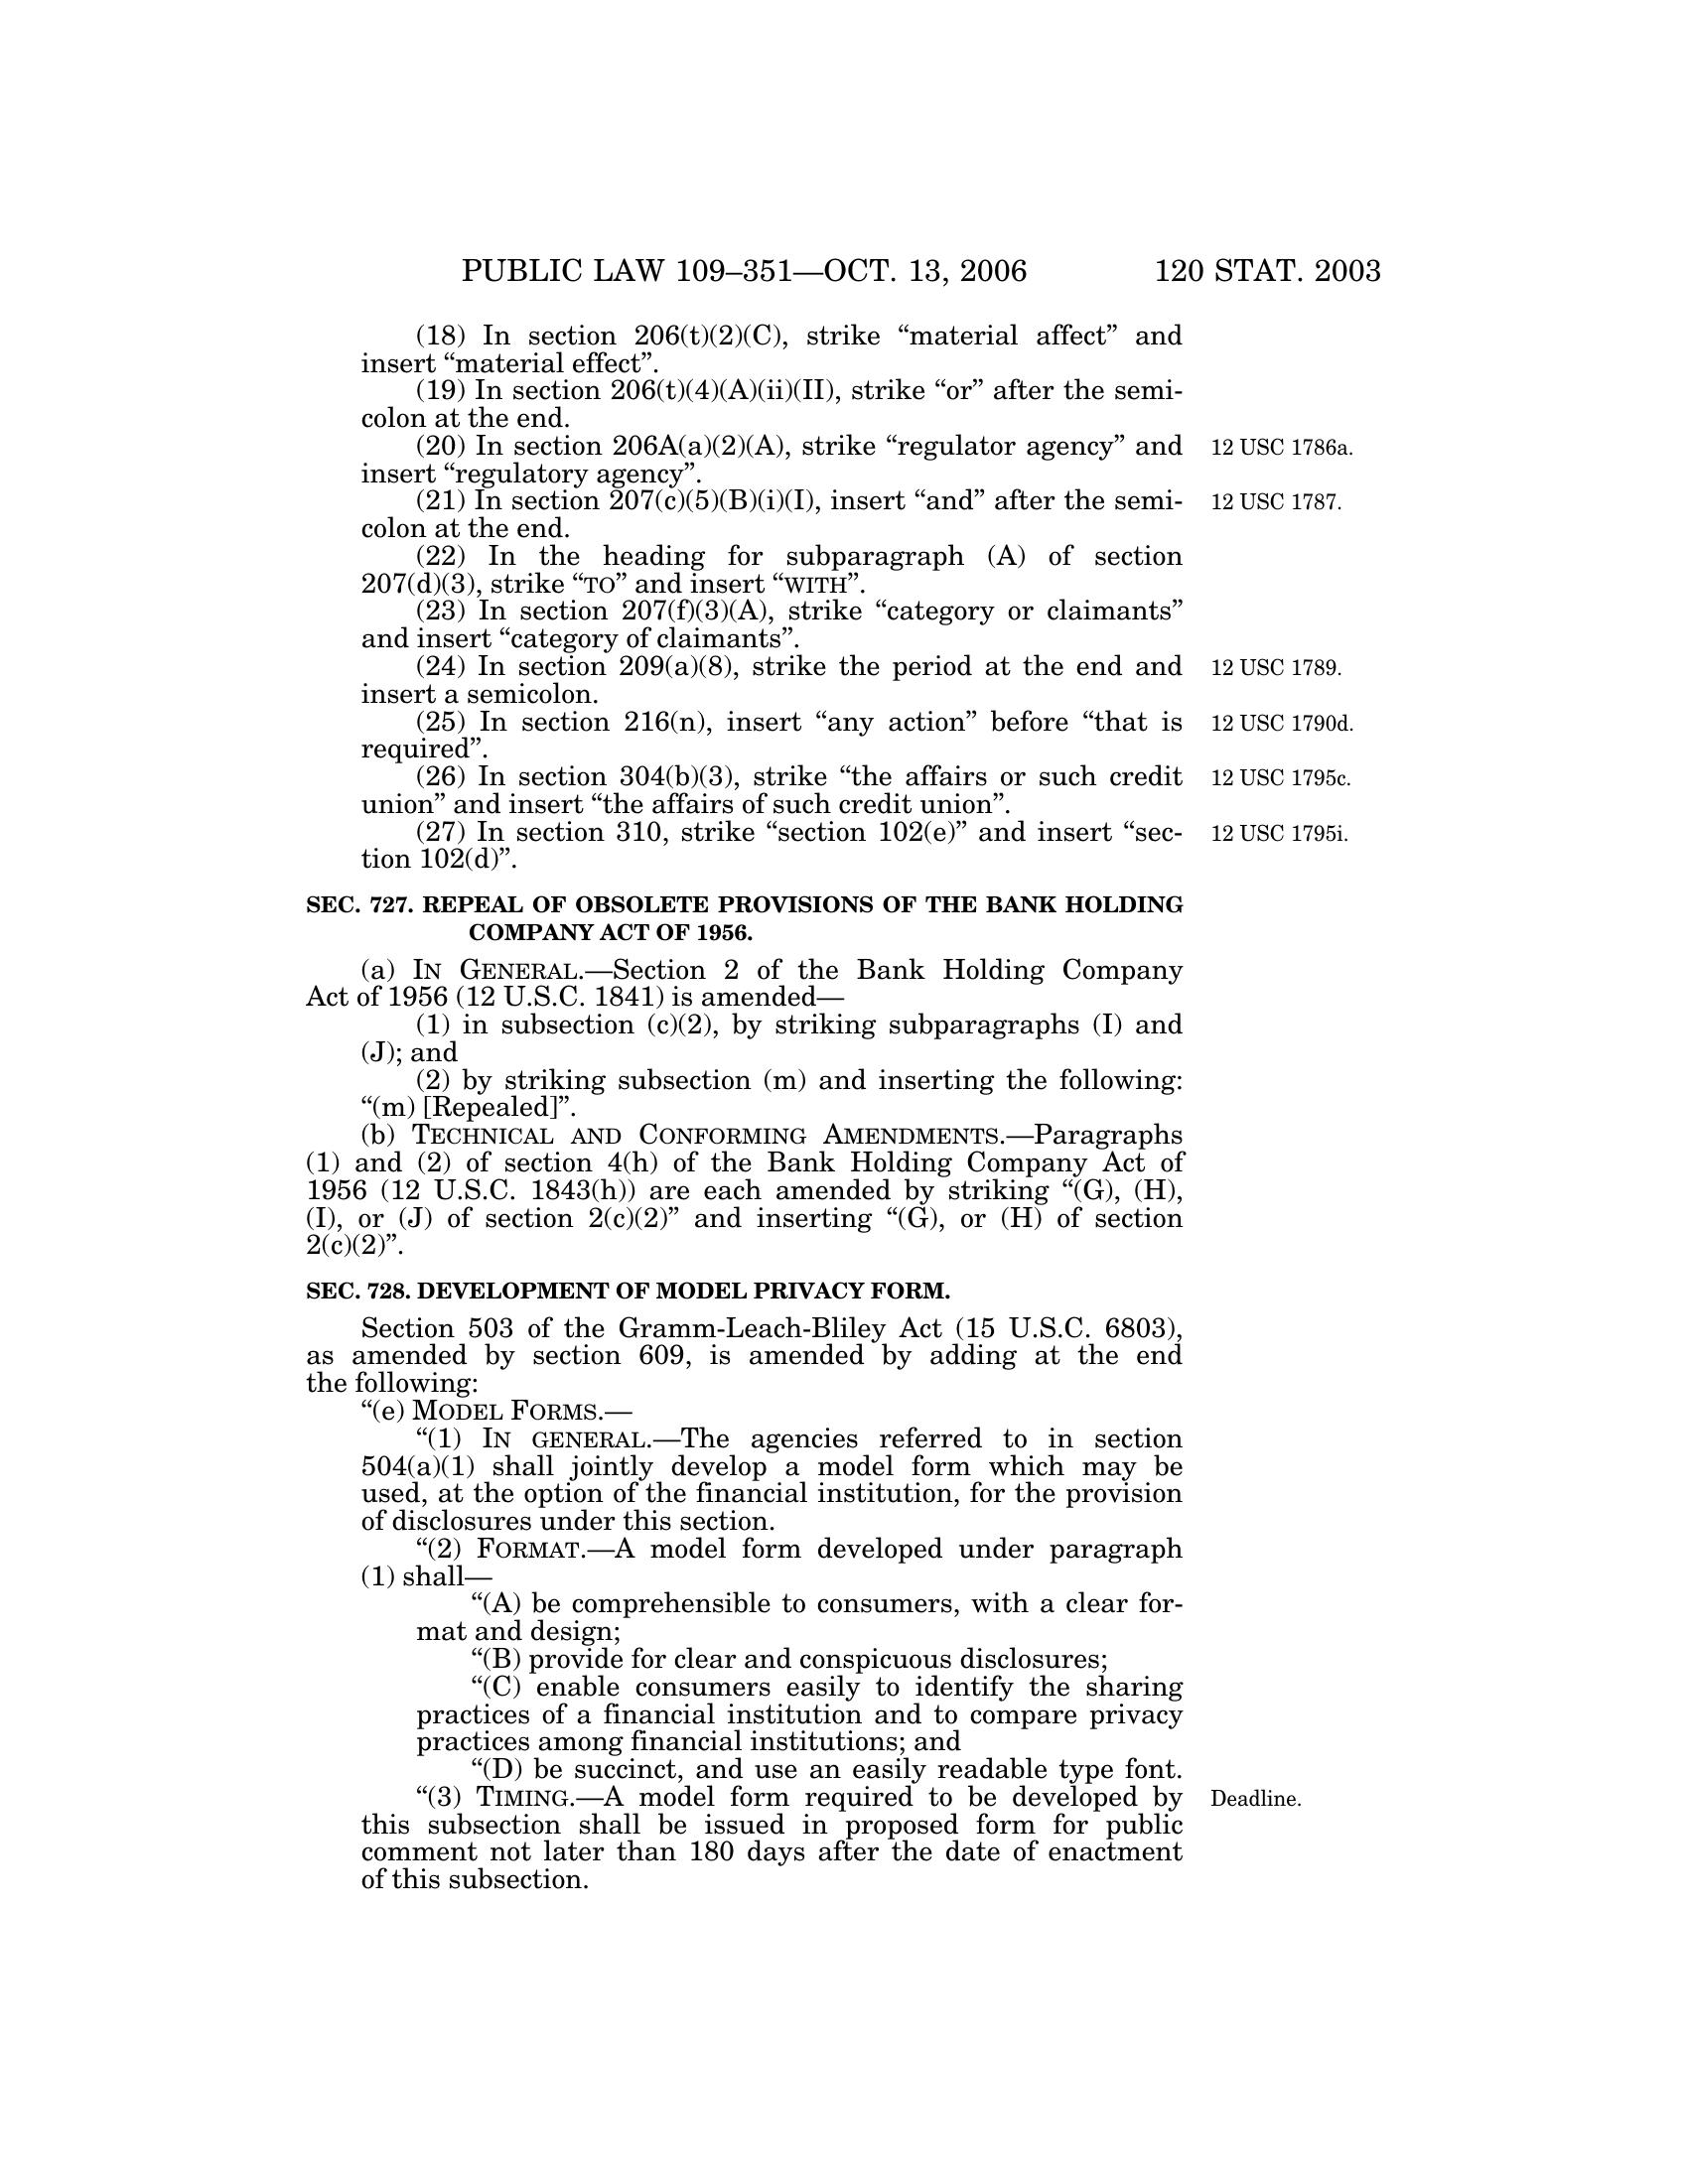 PUBLIC LAW 109–351—OCT. 13, 2006 120 STAT. 2003
(18) In section 206(t)(2)(C), strike “material affect” and
insert “material effect”.
(19) In section 206(t)(4)(A)(ii)(II), strike “or” after the semi-
colon at the end.
(20) In section 206A(a)(2)(A), strike “regulator agency” and 12 USC 1786a.
insert “regulatory agency”.
(21) In section 207(c)(5)(B)(i)(I), insert “and” after the semi- 12 USC 1787.
colon at the end.
(22) In the heading for subparagraph (A) of section
207(d)(3), strike “TO” and insert “WITH”.
(23) In section 207(f)(3)(A), strike “category or claimants”
and insert “category of claimants”.
(24) In section 209(a)(8), strike the period at the end and 12 USC 1789.
insert a semicolon.
(25) In section 216(n), insert “any action” before “that is 12 USC 1790d.
required”.
(26) In section 304(b)(3), strike “the affairs or such credit 12 USC 1795c.
union” and insert “the affairs of such credit union”.
(27) In section 310, strike “section 102(e)” and insert “sec- 12 USC 1795i.
tion 102(d)”.
SEC. 727. REPEAL OF OBSOLETE PROVISIONS OF THE BANK HOLDING
COMPANY ACT OF 1956.
(a) IN GENERAL.—Section 2 of the Bank Holding Company
Act of 1956 (12 U.S.C. 1841) is amended—
(1) in subsection (c)(2), by striking subparagraphs (I) and
(J); and
(2) by striking subsection (m) and inserting the following:
“(m) [Repealed]”.
(b) TECHNICAL AND CONFORMING AMENDMENTS.—Paragraphs
(1) and (2) of section 4(h) of the Bank Holding Company Act of
1956 (12 U.S.C. 1843(h)) are each amended by striking “(G), (H),
(I), or (J) of section 2(c)(2)” and inserting “(G), or (H) of section
2(c)(2)”.
SEC. 728. DEVELOPMENT OF MODEL PRIVACY FORM.
Section 503 of the Gramm-Leach-Bliley Act (15 U.S.C. 6803),
as amended by section 609, is amended by adding at the end
the following:
“(e) MODEL FORMS.—
“(1) IN GENERAL.—The agencies referred to in section
504(a)(1) shall jointly develop a model form which may be
used, at the option of the financial institution, for the provision
of disclosures under this section.
“(2) FORMAT.—A model form developed under paragraph
(1) shall—
“(A) be comprehensible to consumers, with a clear for-
mat and design;
“(B) provide for clear and conspicuous disclosures;
“(C) enable consumers easily to identify the sharing
practices of a financial institution and to compare privacy
practices among financial institutions; and
“(D) be succinct, and use an easily readable type font.
“(3) TIMING.—A model form required to be developed by Deadline.
this subsection shall be issued in proposed form for public
comment not later than 180 days after the date of enactment
of this subsection.